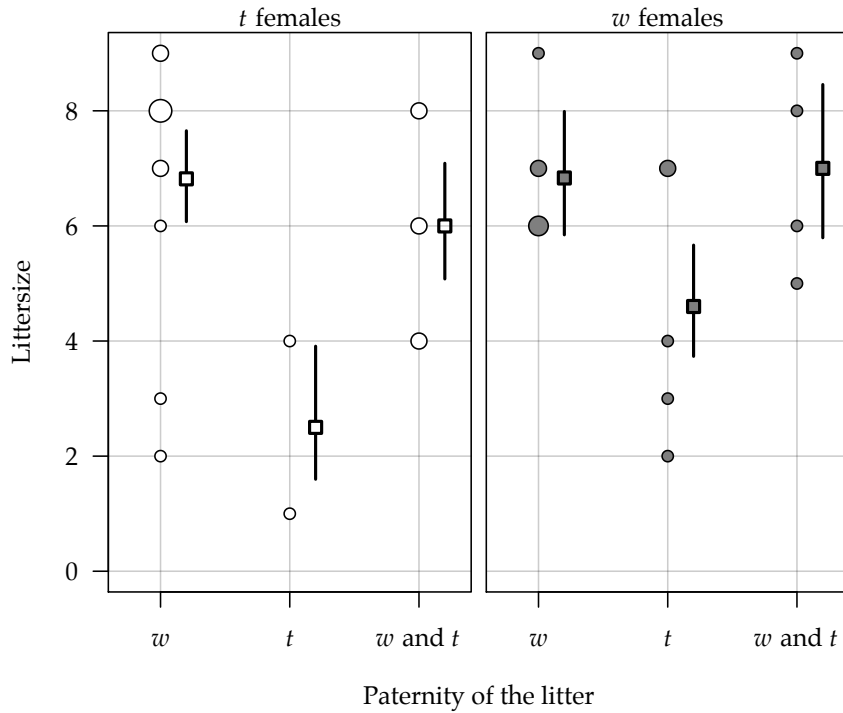 t females
w females
Littersize
8
6
4
2
0
w
t
w and t
w
t
w and t
Paternity of the litter